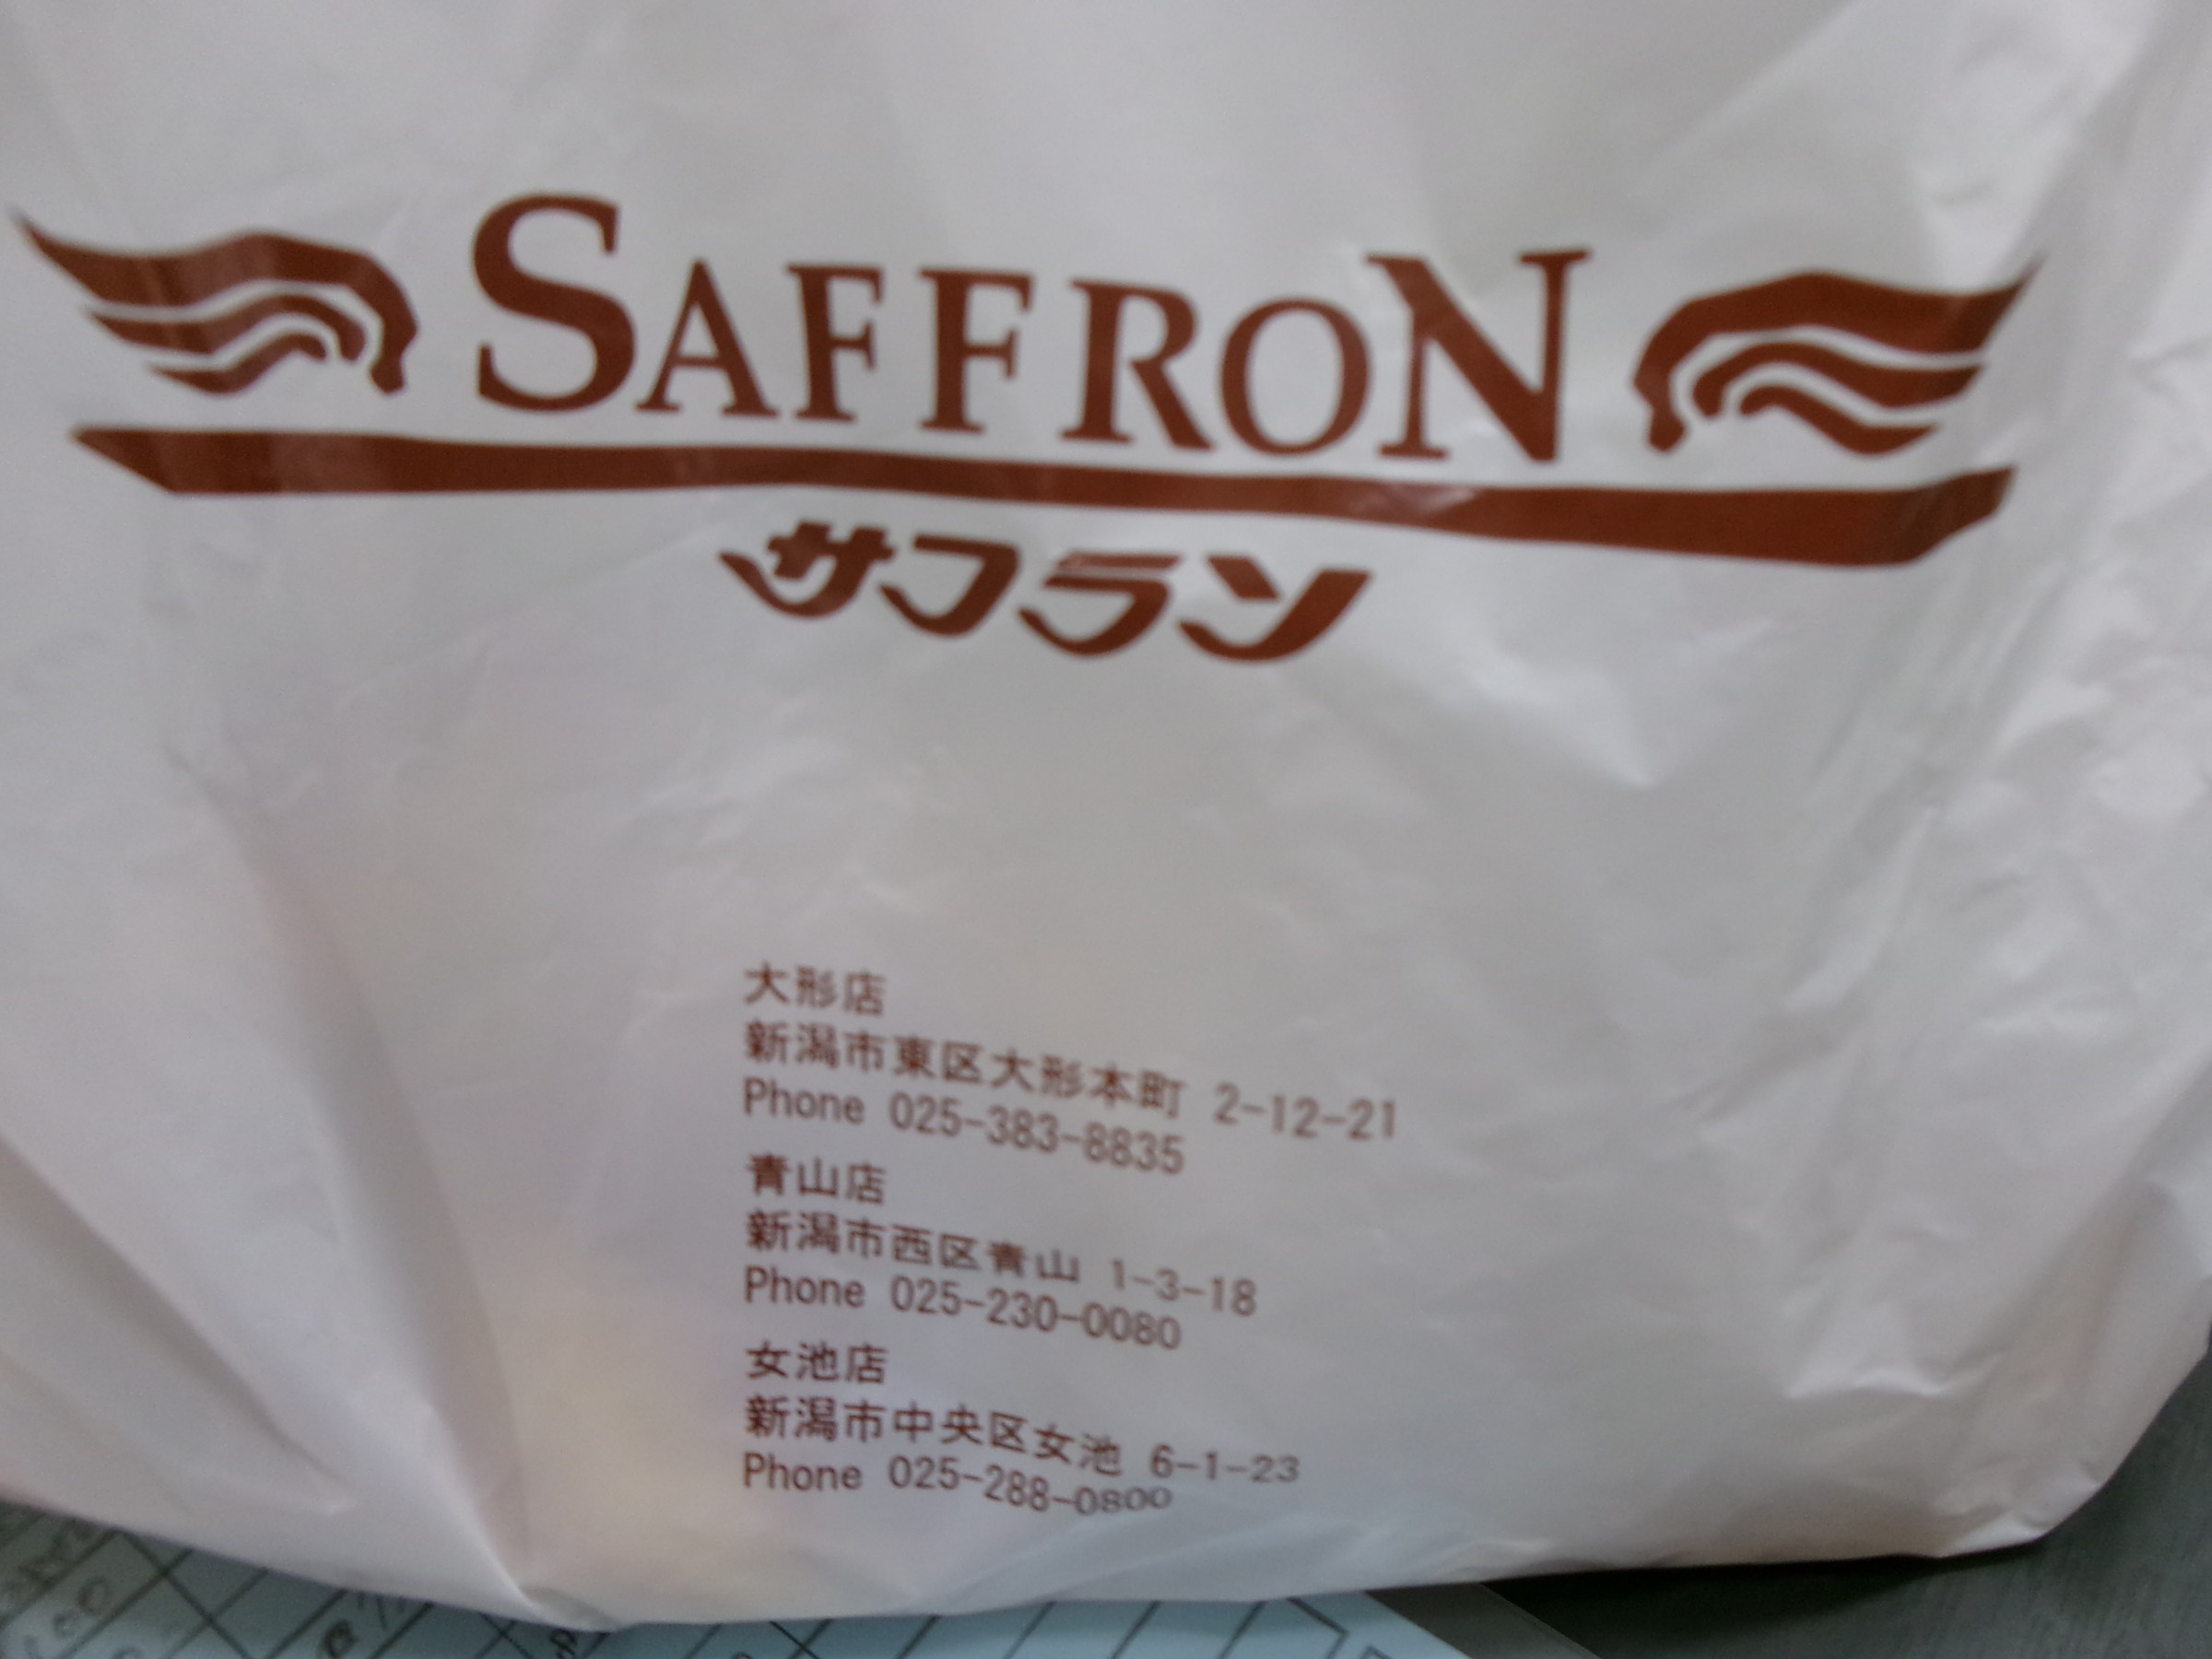 SAFFRON
サフラン
大形店
新潟市東区大形本町 2-12-21
Phone 025-383-8835
青山店
新潟市西区青山 1-3-18
Phone 025-230-0080
女池店
新潟市中央区女池 6-1-23
Phone 025-288-0800